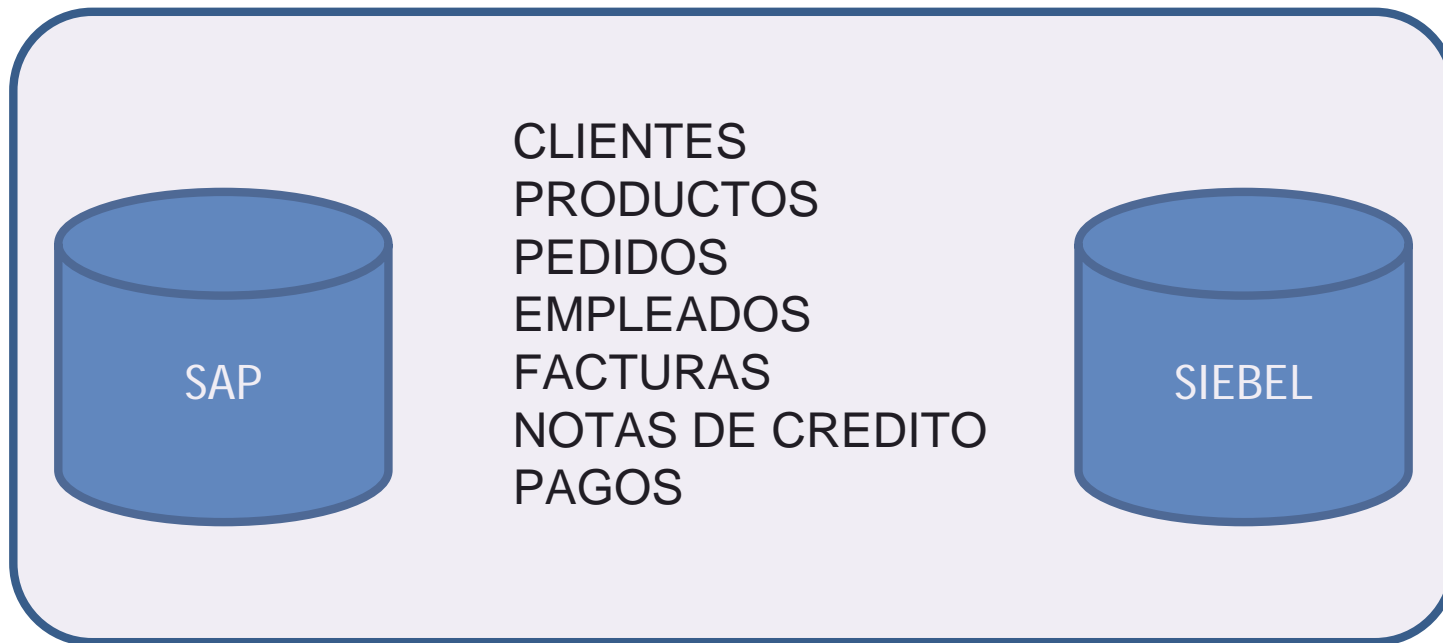 CLIENTES
PRODUCTOS
PEDIDOS
EMPLEADOS
FACTURAS
NOTAS DE CREDITO
PAGOS
SAP
SIEBEL